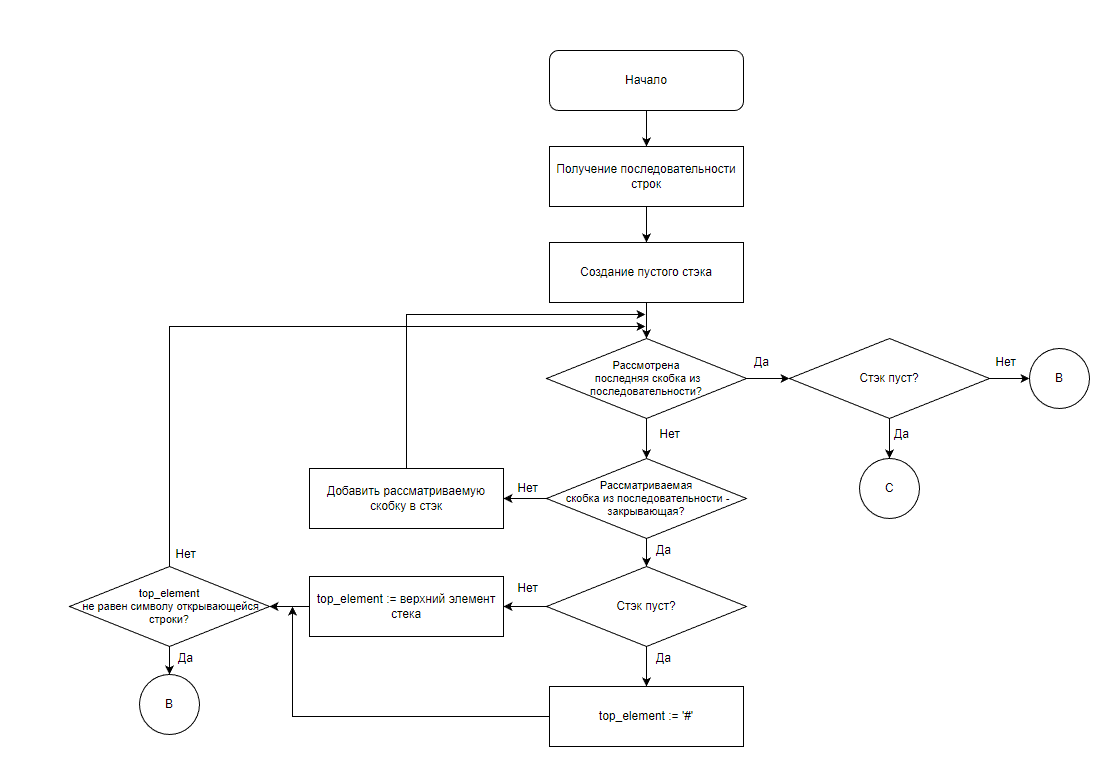 Начало
Получение последовательности
строк
Создание пустого стэка
Рассмотрена
последняя скобка из
последовательности?
Да
Стэк пуст?
Нет
B
Нет
Да
C
Рассматриваемая
скобка из последовательности -
закрывающая?
Нет
Добавить рассматриваемую
скобку в стэк
Да
Стэк пуст?
Нет
top_element := верхний элемент
стека
Нет
top_element
не равен символу открывающейся
строки?
Да
B
Да
top_element := '#'